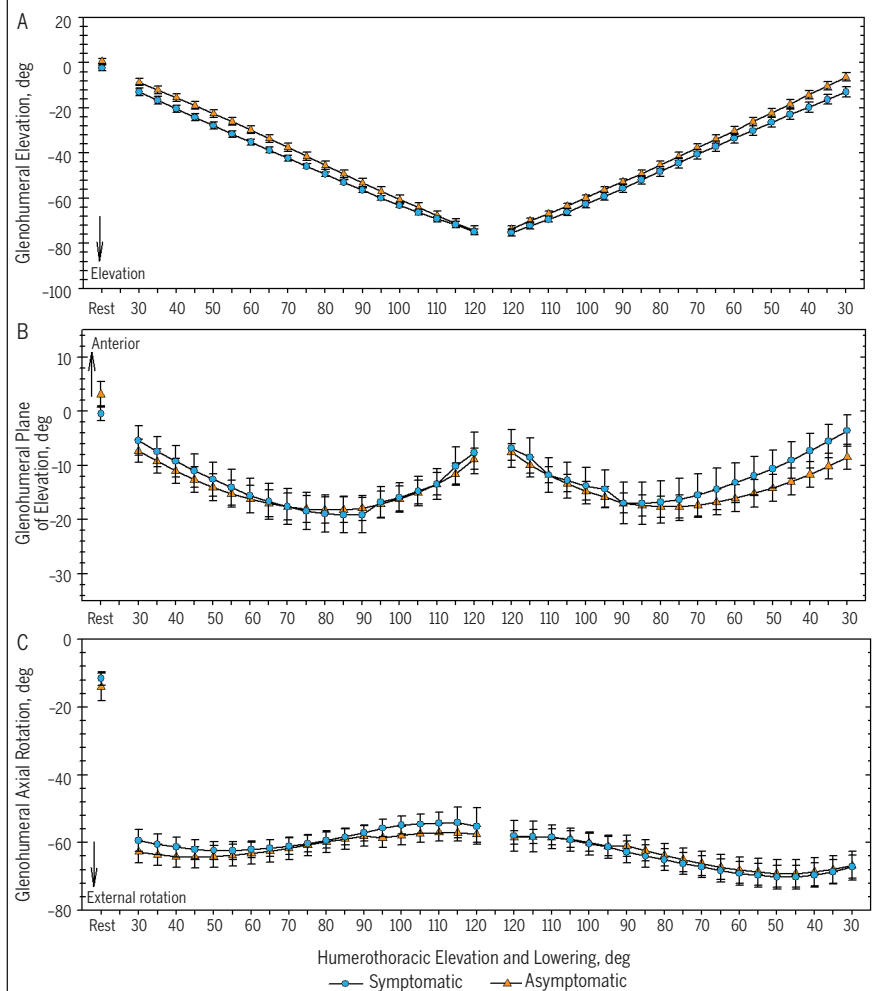 A
Glenohumeral Elevation, deg
20
0
–20
–40
–60
–80
–100
Elevation
Rest 30 40 50 60 70 80 90 100 110 120 120 110 100 90 80 70 60 50 40 30
B
Glenohumeral Plane
of Elevation, deg
Anterior
10
0
–10
–20
–30
Rest 30 40 50 60 70 80 90 100 110 120 120 110 100 90 80 70 60 50 40 30
C
Glenohumeral Axial Rotation, deg
0
–20
–40
–60
–80
External rotation
Rest 30 40 50 60 70 80 90 100 110 120 120 110 100 90 80 70 60 50 40 30
Humerothoracic Elevation and Lowering, deg
Symptomatic Asymptomatic